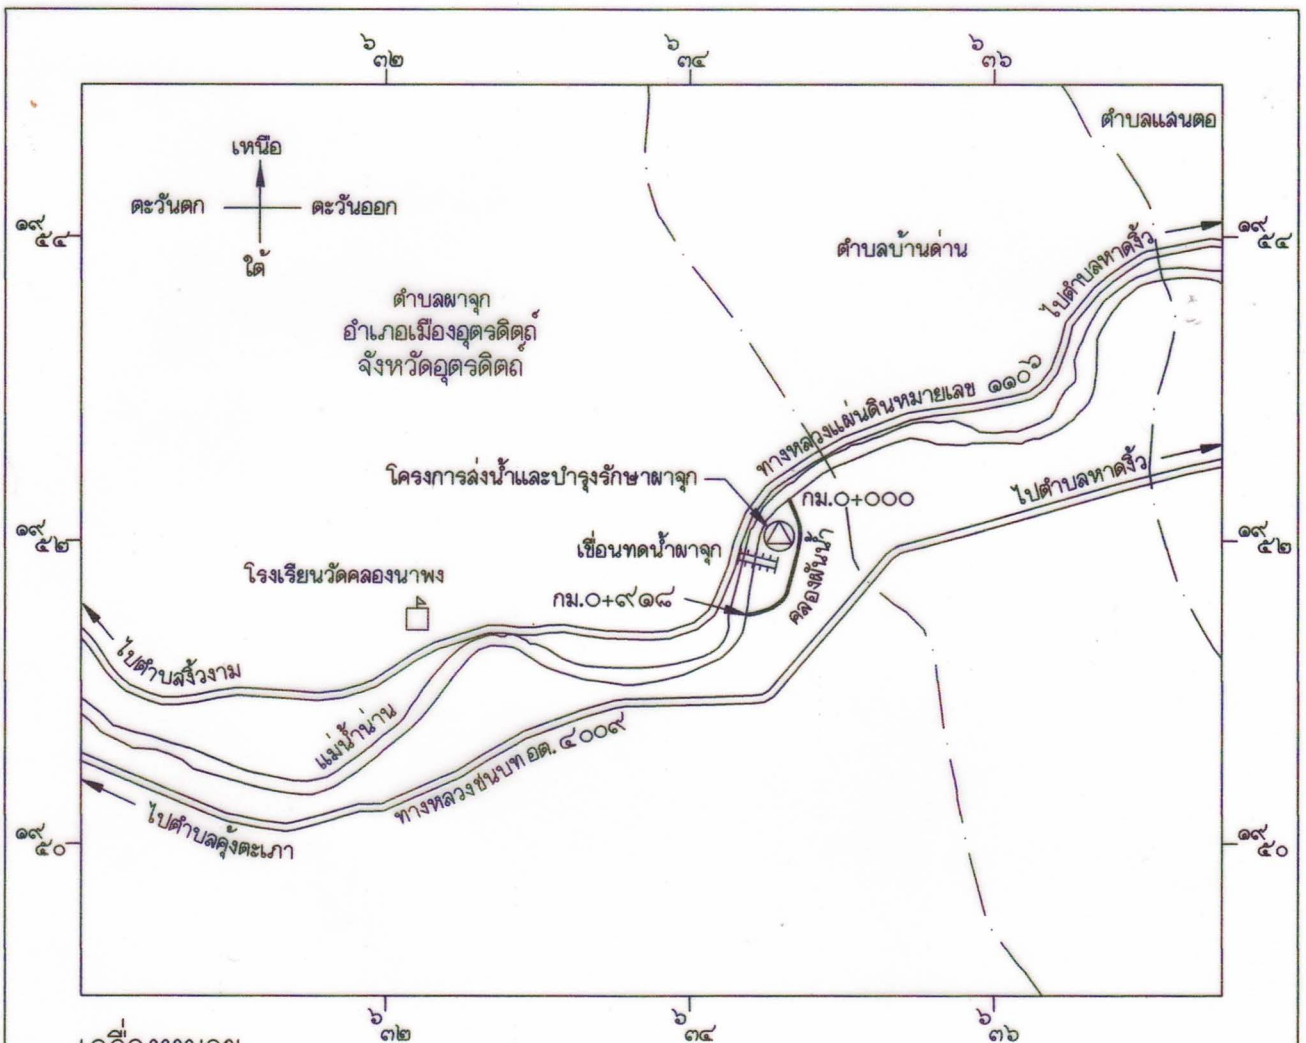 ๖๓๒
๖๓๔
๖๓๖
ตำบลแสนตอ
เหนือ
ตะวันตก
ตะวันออก
ใต้
๑๙๕๔
๑๙๕๔
ตำบลบ้านด่าน
ไปตำบลหาดงิ้ว
ตำบลผาจุก
อำเภอเมืองอุตรดิตถ์
จังหวัดอุตรดิตถ์
ทางหลวงแผ่นดินหมายเลข ๑๑๐๖
โครงการส่งน้ำและบำรุงรักษาผาจุก
กม.๐+๐๐๐
ไปตำบลหาดงิ้ว
๑๙๕๒
๑๙๕๒
เขื่อนทดน้ำผาจุก
คลองผันน้ำ
โรงเรียนวัดคลองนาพง
กม.๐+๙๑๘
ไปตำบลงิ้วงาม
แม่น้ำน่าน
ทางหลวงชนบท อต. ๔๐๐๙
ไปตำบลคุ้งตะเภา
๑๙๕๐
๑๙๕๐
๖๓๒
๖๓๔
๖๓๖